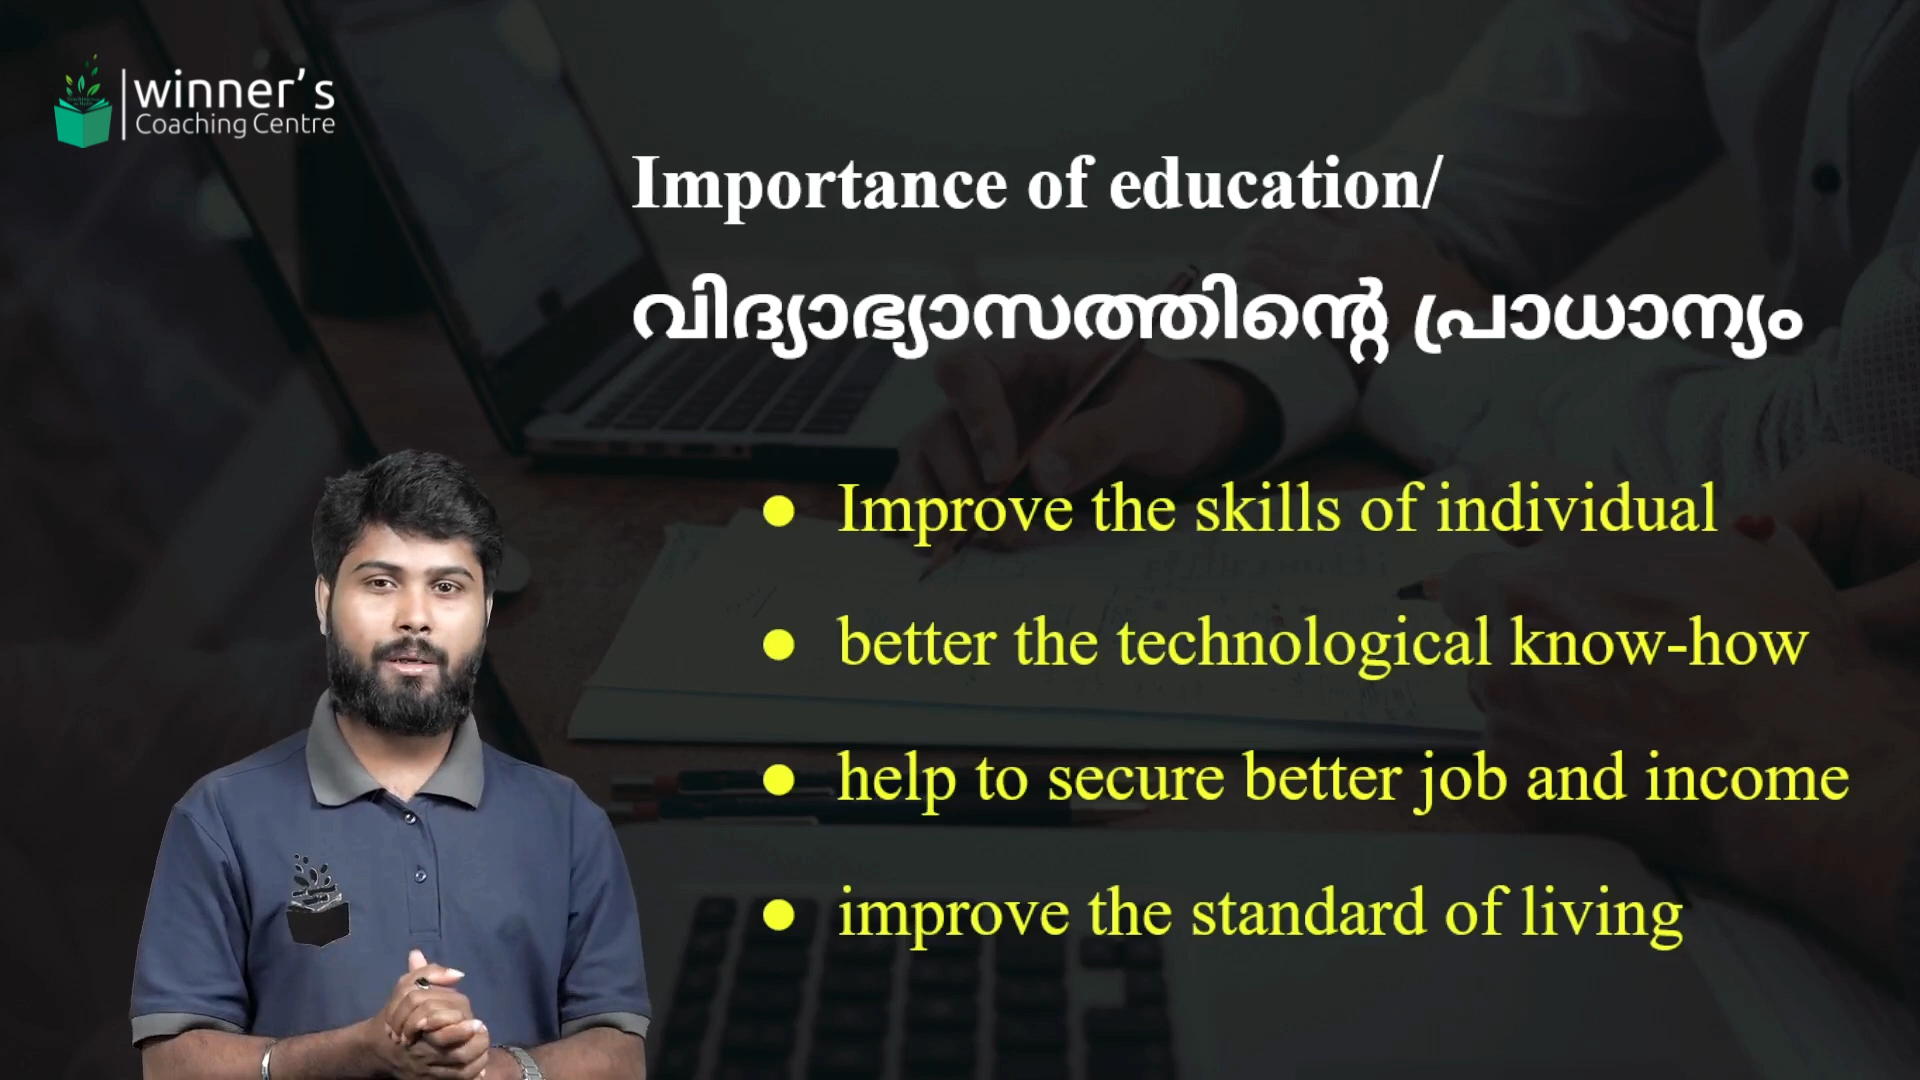 winner's
Coaching Centre
Importance of education/
വിദ്യാഭ്യാസത്തിന്റെ പ്രാധാന്യം
● Improve the skills of individual
● better the technological know-how
● help to secure better job and income
● improve the standard of living